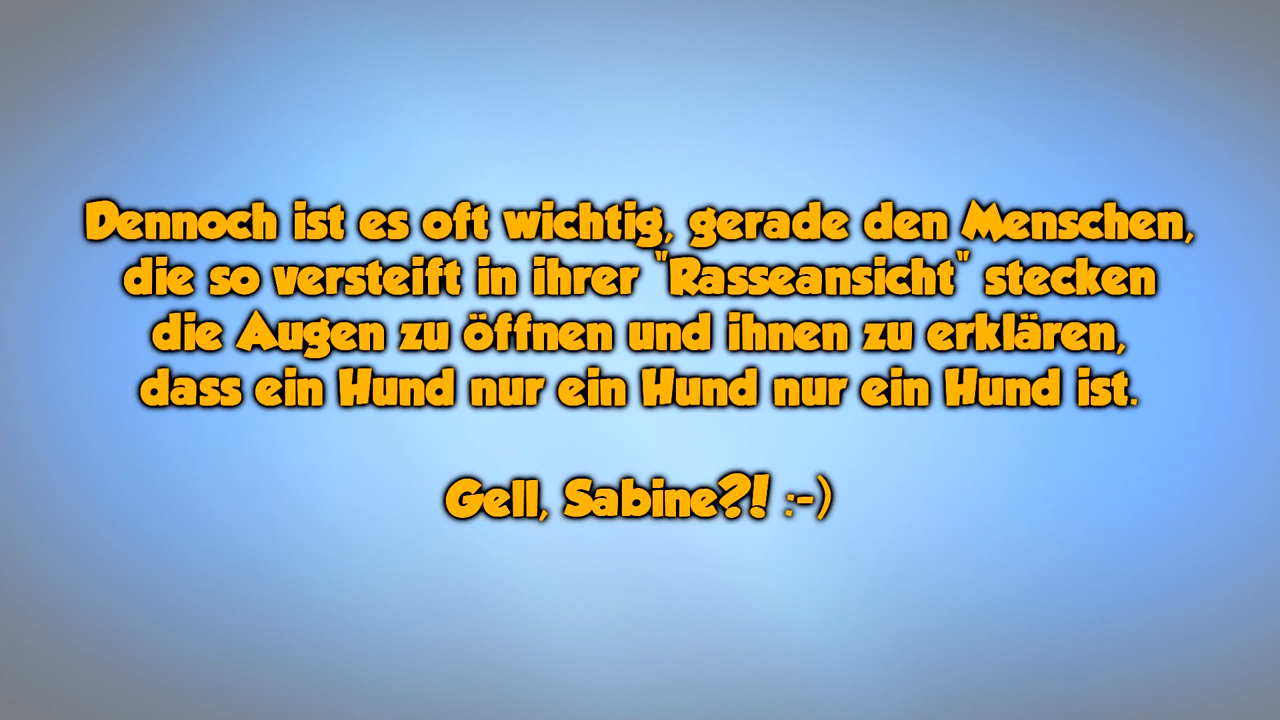 Dennoch ist es oft wichtig, gerade den Menschen,
die so versteift in ihrer "Rasseansicht" stecken
die Augen zu öffnen und ihnen zu erklären,
dass ein Hund nur ein Hund nur ein Hund ist.
Gell, Sabine?! :-)